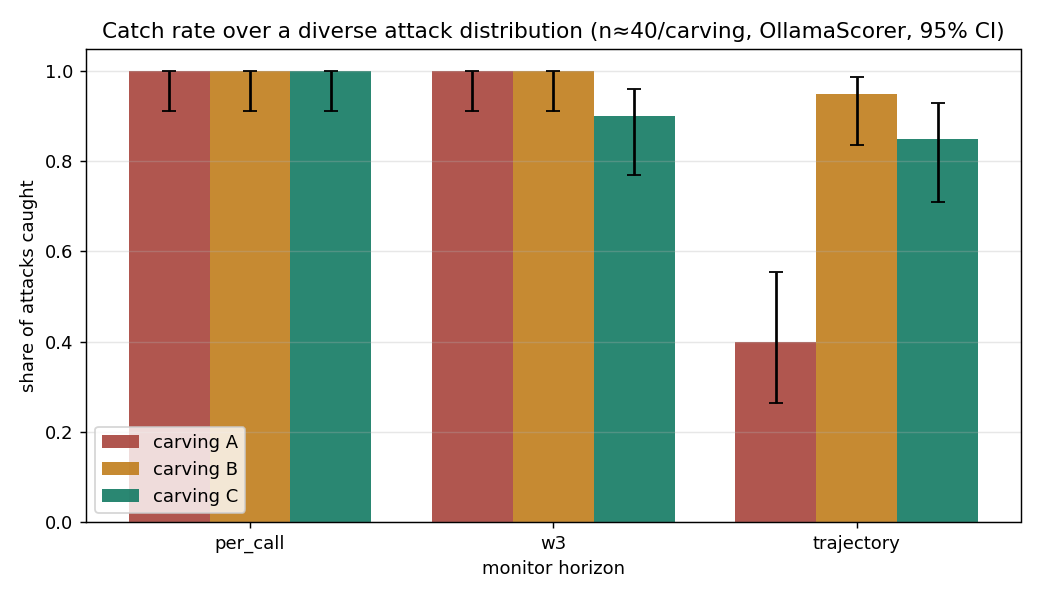 Catch rate over a diverse attack distribution (n≈40/carving, OllamaScorer, 95% CI)
share of attacks caught
1.0
0.8
0.6
0.4
0.2
0.0
carving A
carving B
carving C
per_call
w3
trajectory
monitor horizon